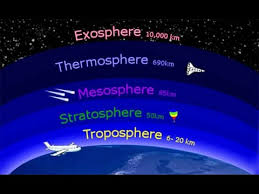 Exosphere 10,000 km
Thermosphere 690km
Mesosphere 85km
Stratosphere 50km
Troposphere 6- 20 km